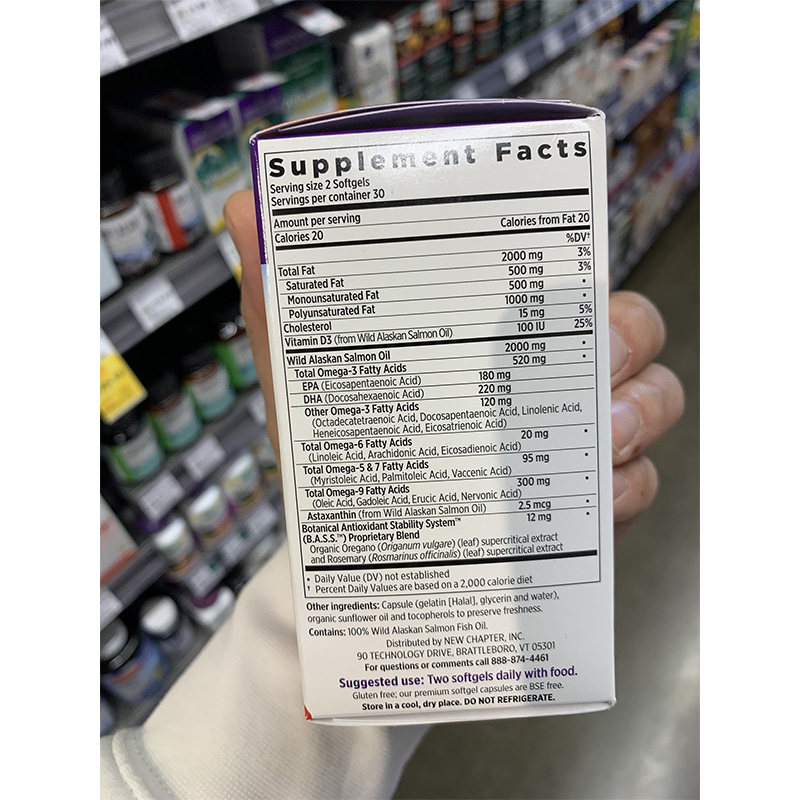 Supplement Facts
Serving size 2 Softgels
Servings per container 30
Amount per serving
Calories 20 Calories from Fat 20
%DV†
Total Fat 2000 mg 3%
Saturated Fat 500 mg 3%
Monounsaturated Fat 500 mg •
Polyunsaturated Fat 1000 mg •
Cholesterol 15 mg 5%
Vitamin D3 (from Wild Alaskan Salmon Oil) 100 IU 25%
Wild Alaskan Salmon Oil 2000 mg •
Total Omega-3 Fatty Acids 520 mg •
EPA (Eicosapentaenoic Acid) 180 mg
DHA (Docosahexaenoic Acid) 220 mg
Other Omega-3 Fatty Acids 120 mg
(Octadecatetraenoic Acid, Docosapentaenoic Acid, Linolenic Acid,
Heneicosapentaenoic Acid, Eicosatrienoic Acid)
Total Omega-6 Fatty Acids 20 mg •
(Linoleic Acid, Arachidonic Acid, Eicosadienoic Acid)
Total Omega-5 & 7 Fatty Acids 95 mg •
(Myristoleic Acid, Palmitoleic Acid, Vaccenic Acid)
Total Omega-9 Fatty Acids 300 mg •
(Oleic Acid, Gadoleic Acid, Erucic Acid, Nervonic Acid)
Astaxanthin (from Wild Alaskan Salmon Oil) 2.5 mcg •
Botanical Antioxidant Stability System™ 12 mg •
(B.A.S.S.™) Proprietary Blend
Organic Oregano (Origanum vulgare) (leaf) supercritical extract
and Rosemary (Rosmarinus officinalis) (leaf) supercritical extract
• Daily Value (DV) not established
† Percent Daily Values are based on a 2,000 calorie diet
Other ingredients: Capsule (gelatin [Halal], glycerin and water),
organic sunflower oil and tocopherols to preserve freshness.
Contains: 100% Wild Alaskan Salmon Fish Oil.
Distributed by NEW CHAPTER, INC.
90 TECHNOLOGY DRIVE, BRATTLEBORO, VT 05301
For questions or comments call 888-874-4461
Suggested use: Two softgels daily with food.
Gluten free; our premium softgel capsules are BSE free.
Store in a cool, dry place. DO NOT REFRIGERATE.